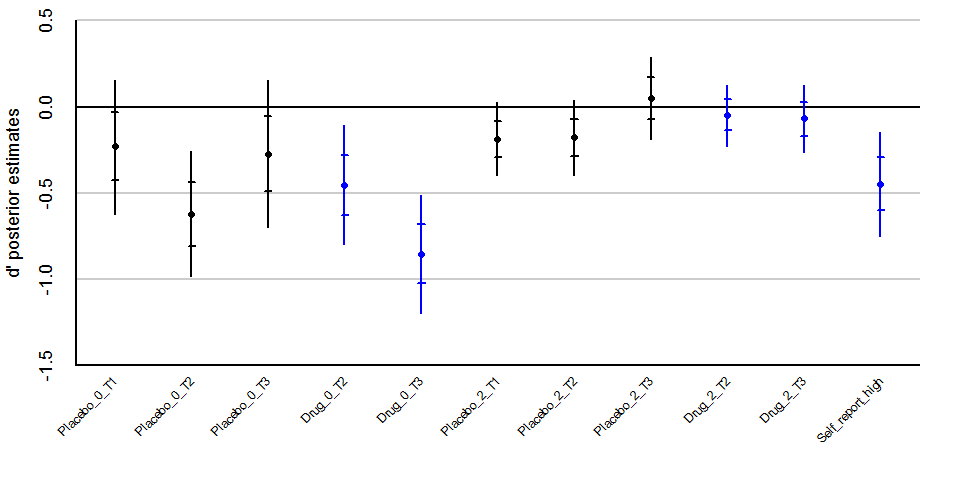 d' posterior estimates
0.5
0.0
-0.5
-1.0
-1.5
Placebo_0_T1
Placebo_0_T2
Placebo_0_T3
Drug_0_T2
Drug_0_T3
Placebo_2_T1
Placebo_2_T2
Placebo_2_T3
Drug_2_T2
Drug_2_T3
Self_report_high